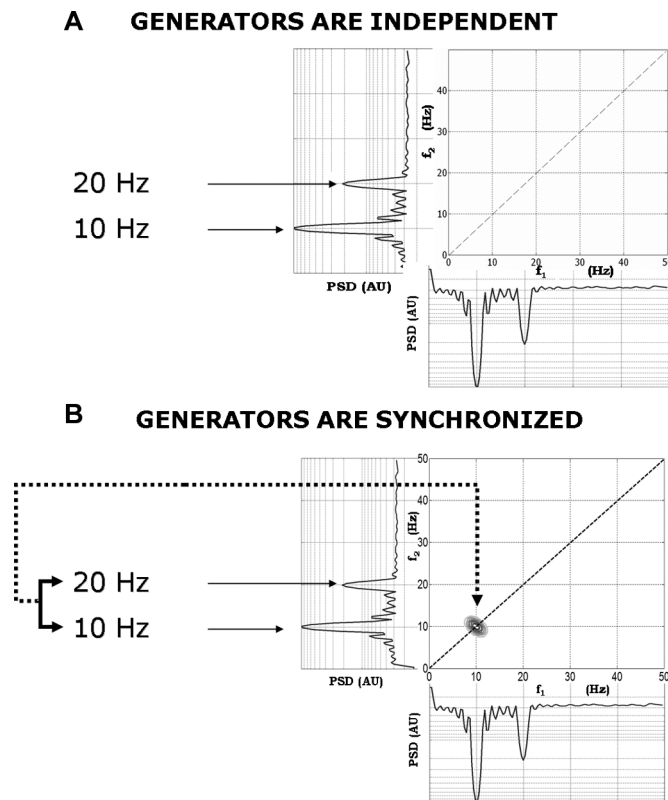 A GENERATORS ARE INDEPENDENT
f₂ (Hz)
40
30
20
10
0
20 Hz
10 Hz
0 10 20 30 40 50
f₁ (Hz)
PSD (AU)
PSD (AU)
B GENERATORS ARE SYNCHRONIZED
f₂ (Hz)
50
40
30
20
10
0
20 Hz
10 Hz
0 10 20 30 40 50
f₁ (Hz)
PSD (AU)
PSD (AU)